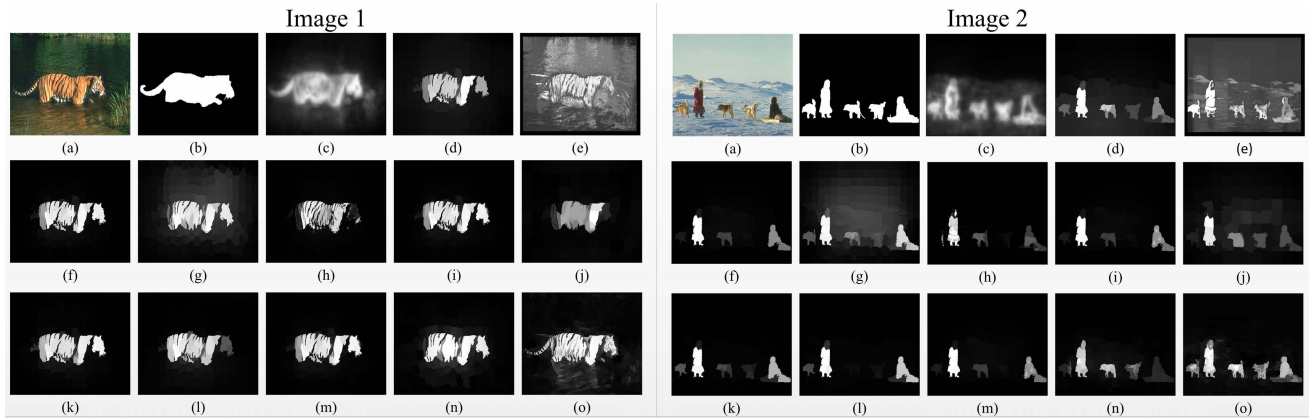 Image 1
(a) (b) (c) (d) (e)
(f) (g) (h) (i) (j)
(k) (l) (m) (n) (o)
Image 2
(a) (b) (c) (d) (e)
(f) (g) (h) (i) (j)
(k) (l) (m) (n) (o)